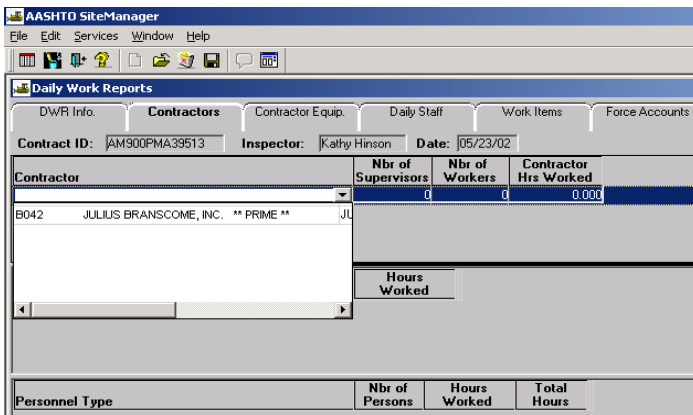 AASHTO SiteManager
File Edit Services Window Help
Daily Work Reports
DWR Info. Contractors Contractor Equip. Daily Staff Work Items Force Accounts
Contract ID: AM900PMA39513 Inspector: Kathy Hinson Date: 05/23/02
Contractor Nbr of Supervisors Nbr of Workers Contractor Hrs Worked
0 0 0.000
B042 JULIUS BRANSCOME, INC. ** PRIME ** JU
Hours Worked
Personnel Type Nbr of Persons Hours Worked Total Hours